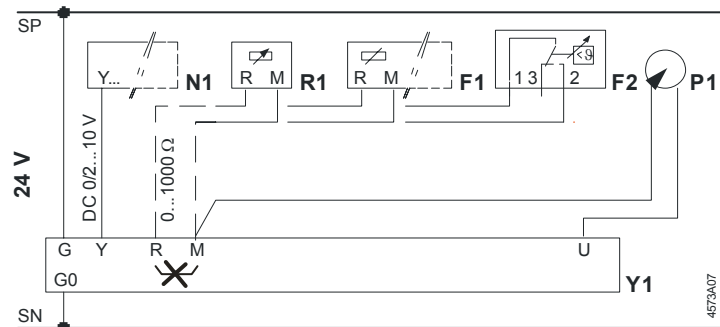 SP
Y... N1
R M R1
R M F1
<ϑ
1 3 2 F2
P1
24 V
DC 0/2...10 V
0...1000 Ω
G Y R M U
G0
Y1
SN
4573A07